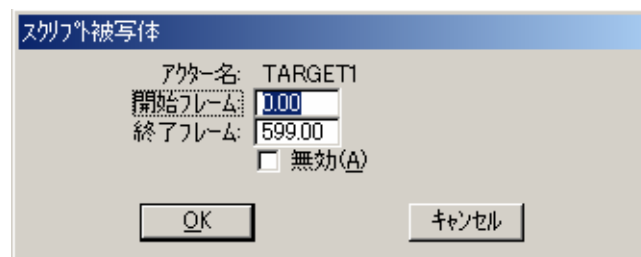 スクリプト被写体
アクター名: TARGET1
開始フレーム: 0.00
終了フレーム: 599.00
無効(A)
OK キャンセル